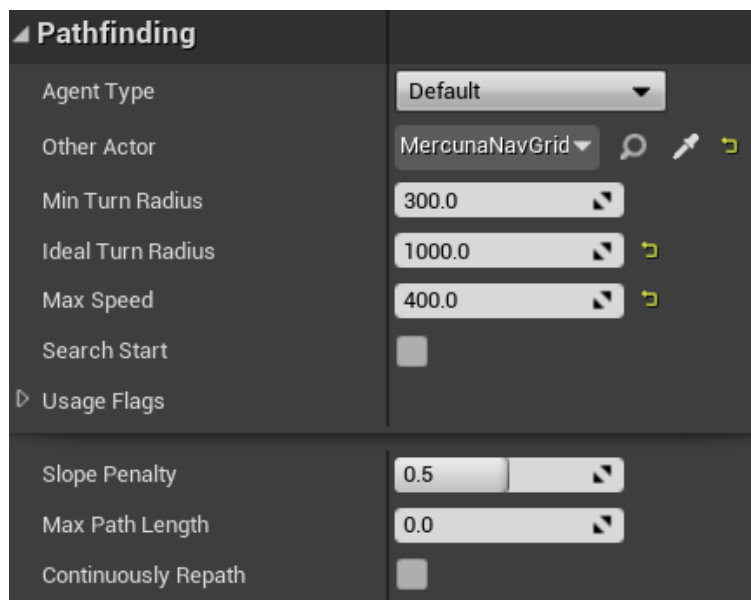 Pathfinding
Agent Type Default
Other Actor MercunaNavGrid
Min Turn Radius 300.0
Ideal Turn Radius 1000.0
Max Speed 400.0
Search Start
Usage Flags
Slope Penalty 0.5
Max Path Length 0.0
Continuously Repath